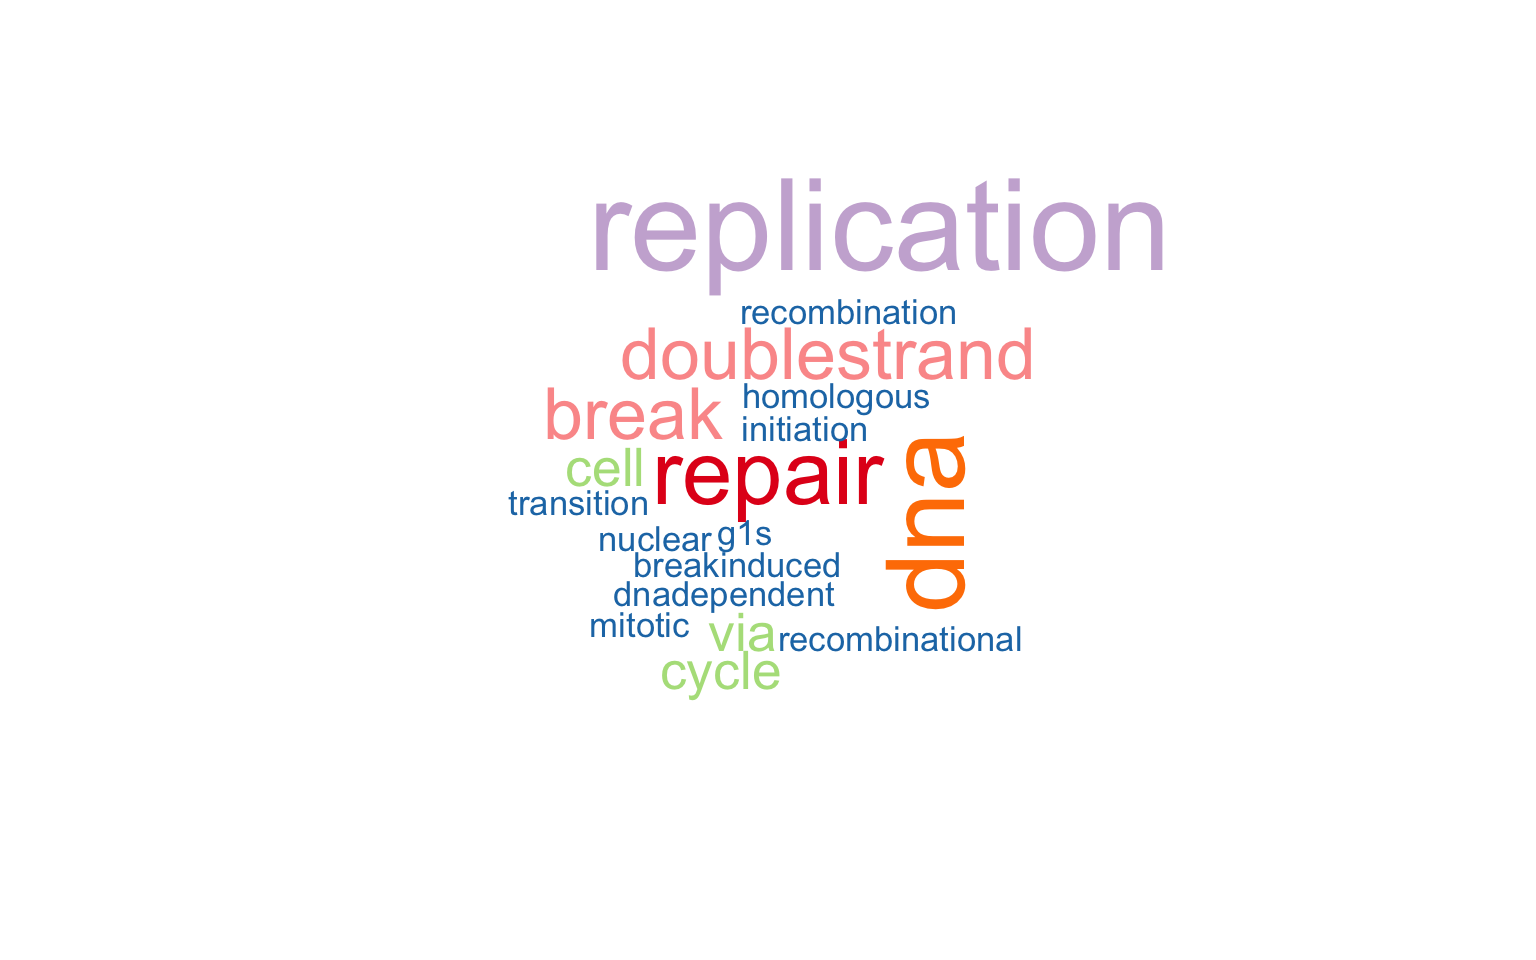 replication
recombination
doublestrand
homologous
break
initiation
cell
repair
dna
transition
nuclear
g1s
breakinduced
dnadependent
mitotic
via
recombinational
cycle